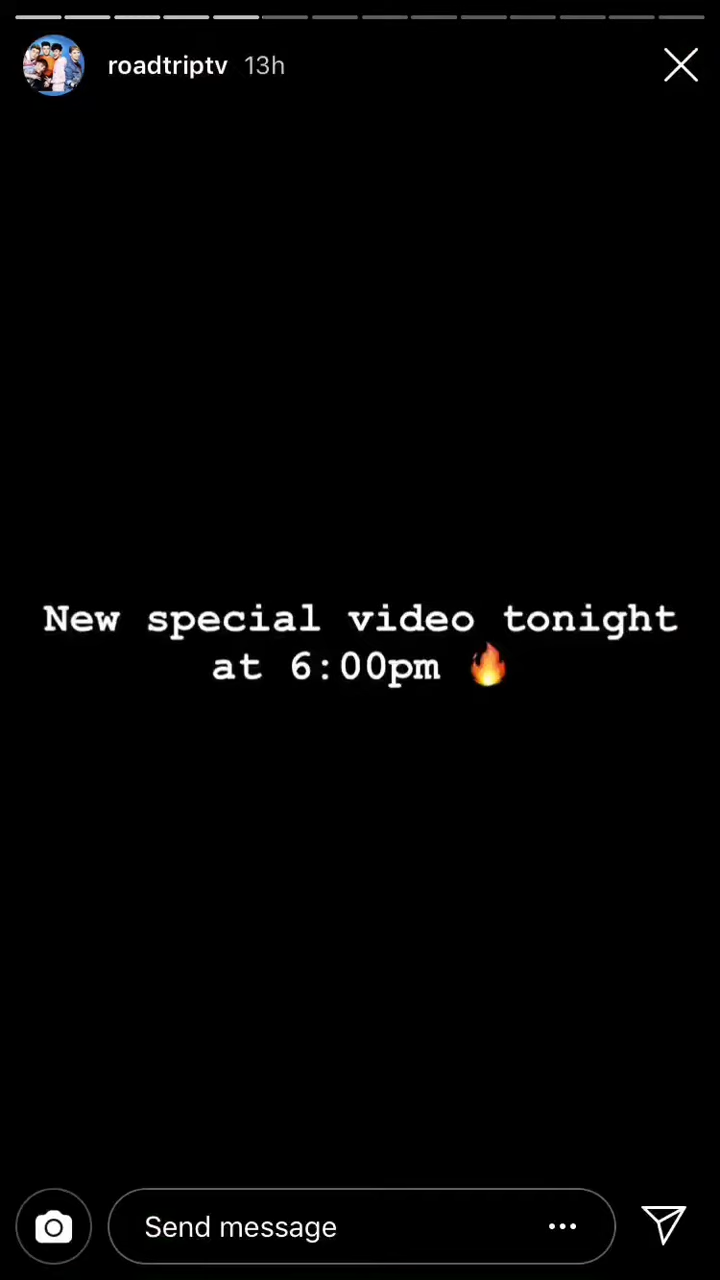 roadtriptv 13h
New special video tonight
at 6:00pm 🔥
Send message